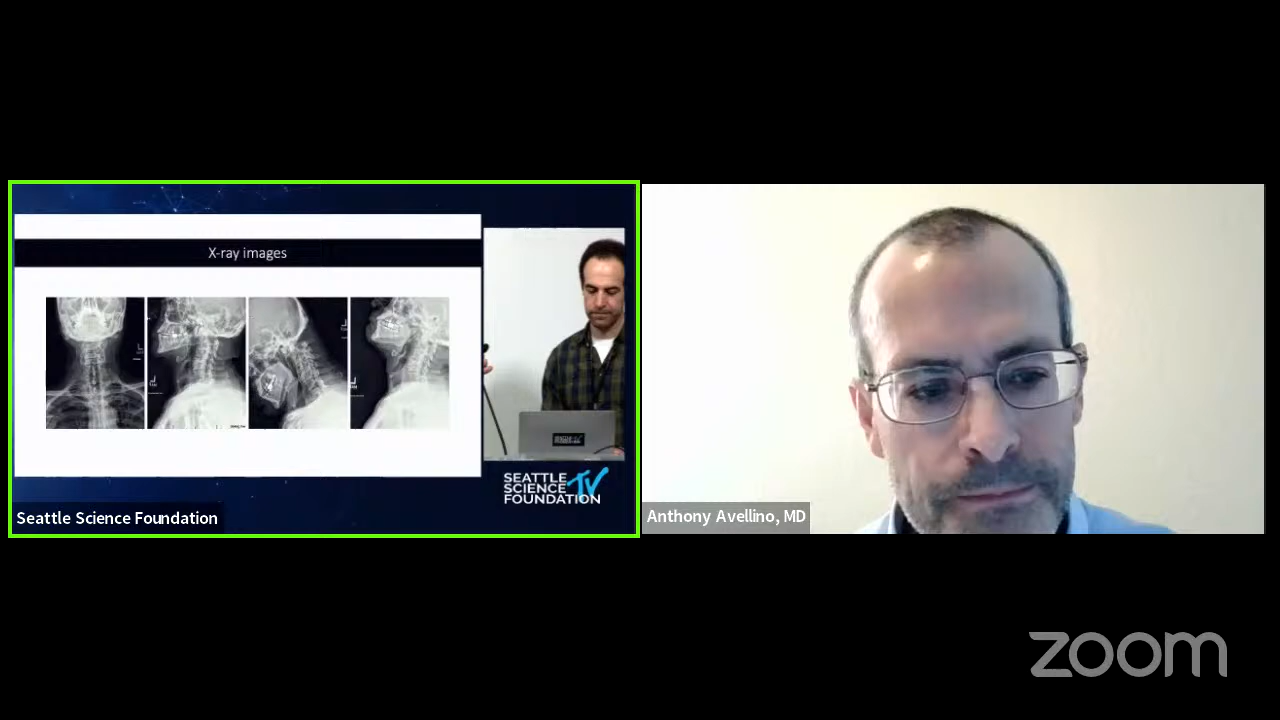 X-ray images
SEATTLE
SCIENCE
FOUNDATION
TV
Seattle Science Foundation
Anthony Avellino, MD
zoom